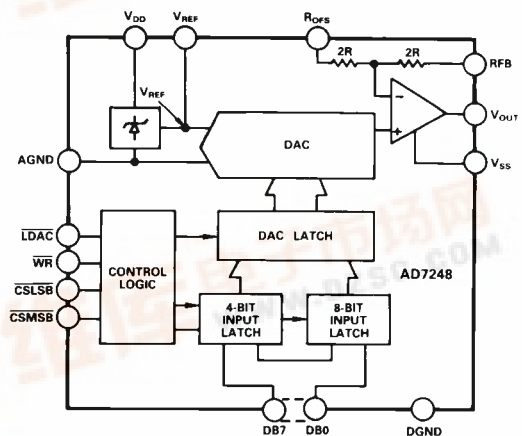 VDD VREF ROFS
2R 2R
RFB
VREF
VOUT
DAC
AGND
VSS
LDAC
DAC LATCH
WR
CONTROL
LOGIC
AD7248
CSLSB
4-BIT
INPUT
LATCH
8-BIT
INPUT
LATCH
CSMSB
DB7 DB0 DGND